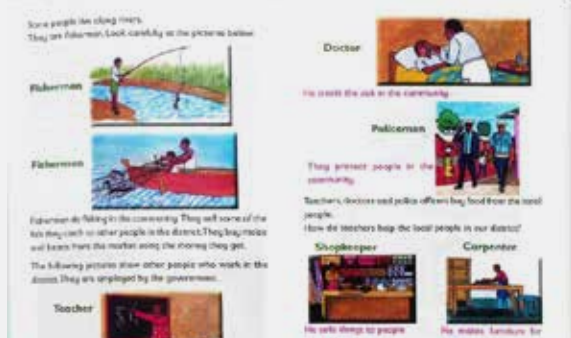 Some people live along rivers.
They are fishermen. Look carefully at the pictures below.
Fisherman
Fishermen
Fishermen do fishing in the community. They sell some of the
fish they catch to other people in the district. They buy maize
and beans from the market using the money they get.
The following pictures show other people who work in the
district. They are employed by the government.
Teacher
Doctor
He treats the sick in the community.
Policeman
They protect people in the
community.
Teachers, doctors and police officers buy food from the local
people.
How do teachers help the local people in our district?
Shopkeeper
Carpenter
He sells things to people
He makes furniture for